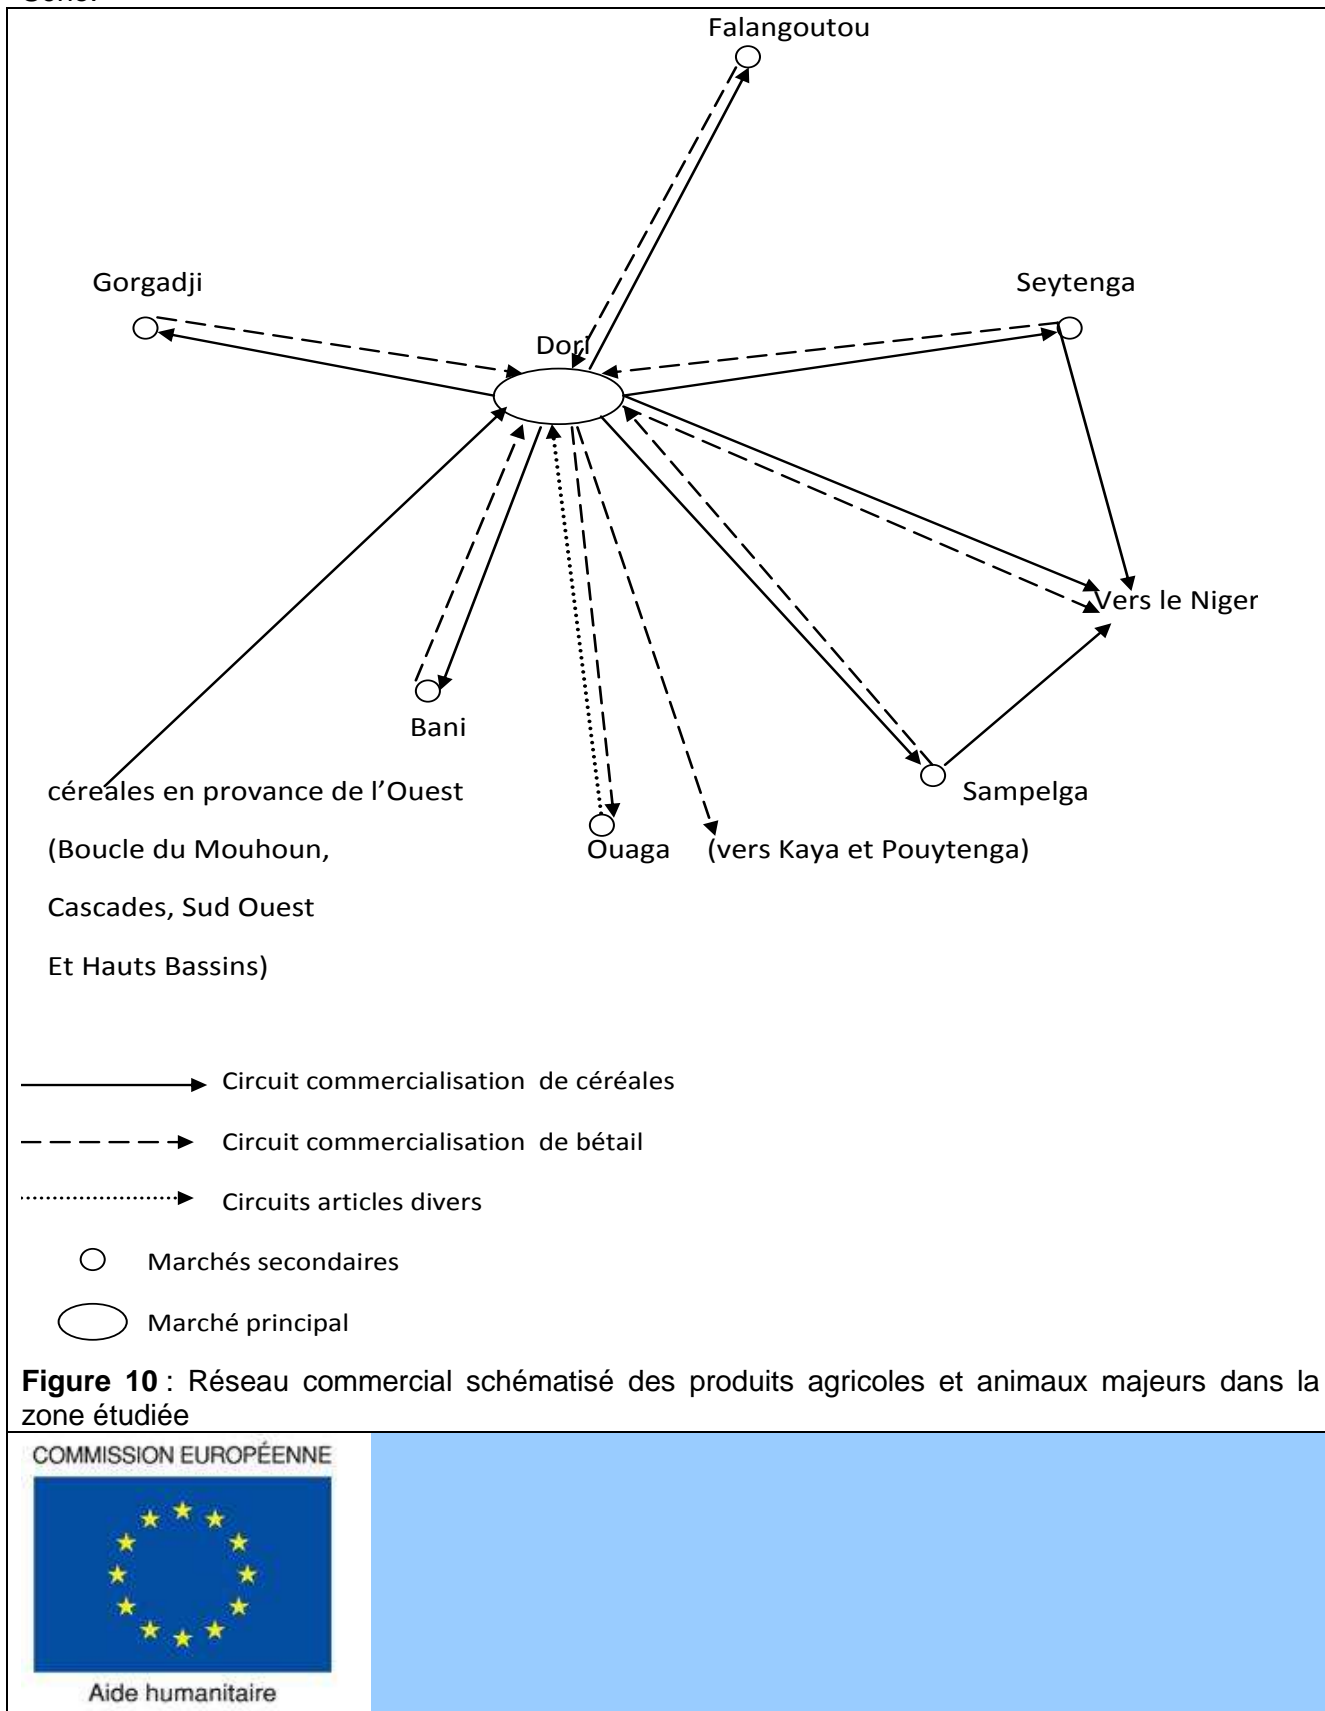 Falangoutou
Gorgadji
Seytenga
Dori
Vers le Niger
Bani
céreales en provance de l’Ouest
Sampelga
(Boucle du Mouhoun,
Ouaga
(vers Kaya et Pouytenga)
Cascades, Sud Ouest
Et Hauts Bassins)
Circuit commercialisation de céréales
Circuit commercialisation de bétail
Circuits articles divers
Marchés secondaires
Marché principal
Figure 10 : Réseau commercial schématisé des produits agricoles et animaux majeurs dans la
zone étudiée
COMMISSION EUROPÉENNE
Aide humanitaire